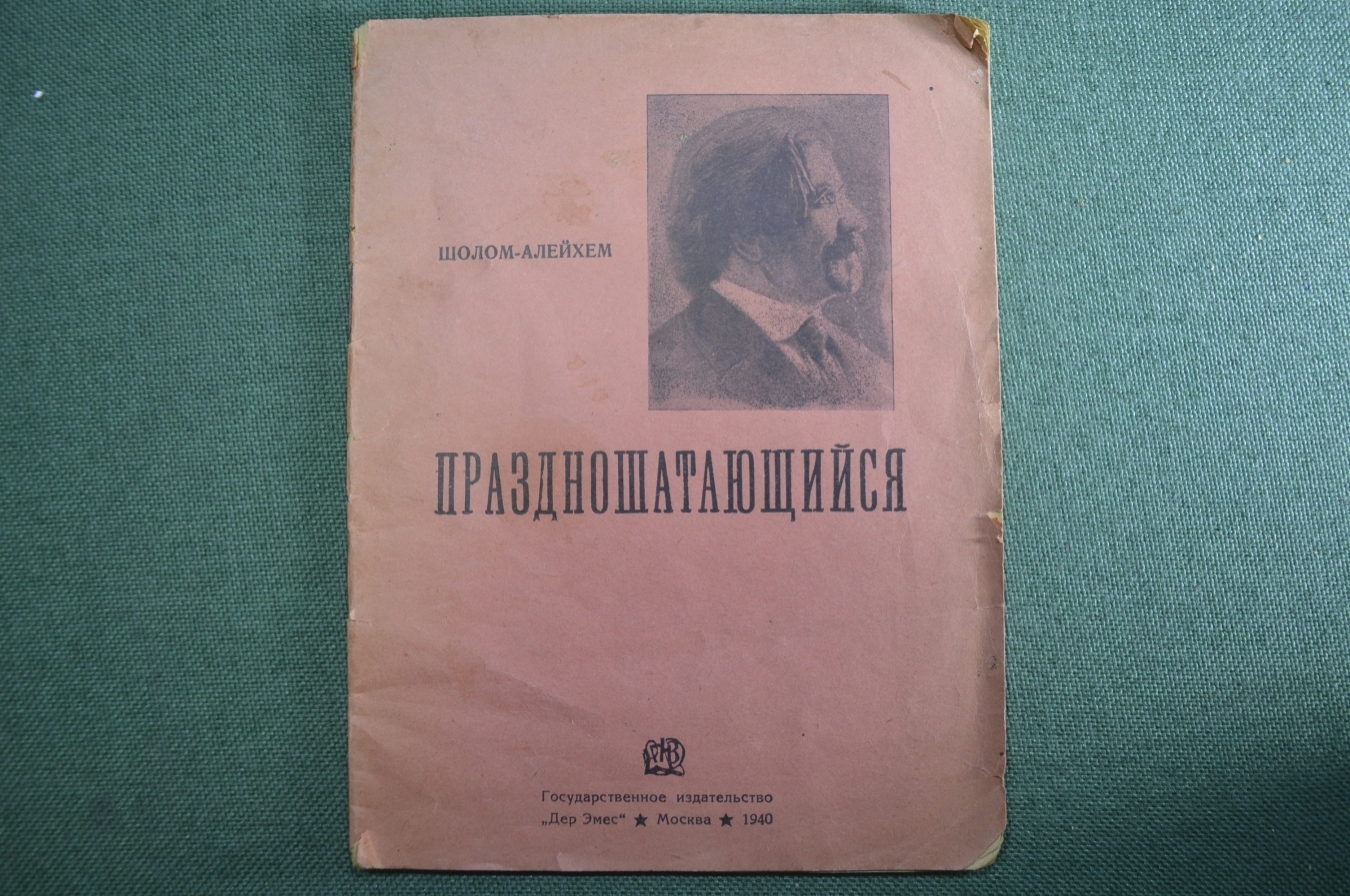 ШОЛОМ-АЛЕЙХЕМ
ПРАЗДНОШАТАЮЩИЙСЯ
Государственное издательство
„Дер Эмес“ ★ Москва ★ 1940